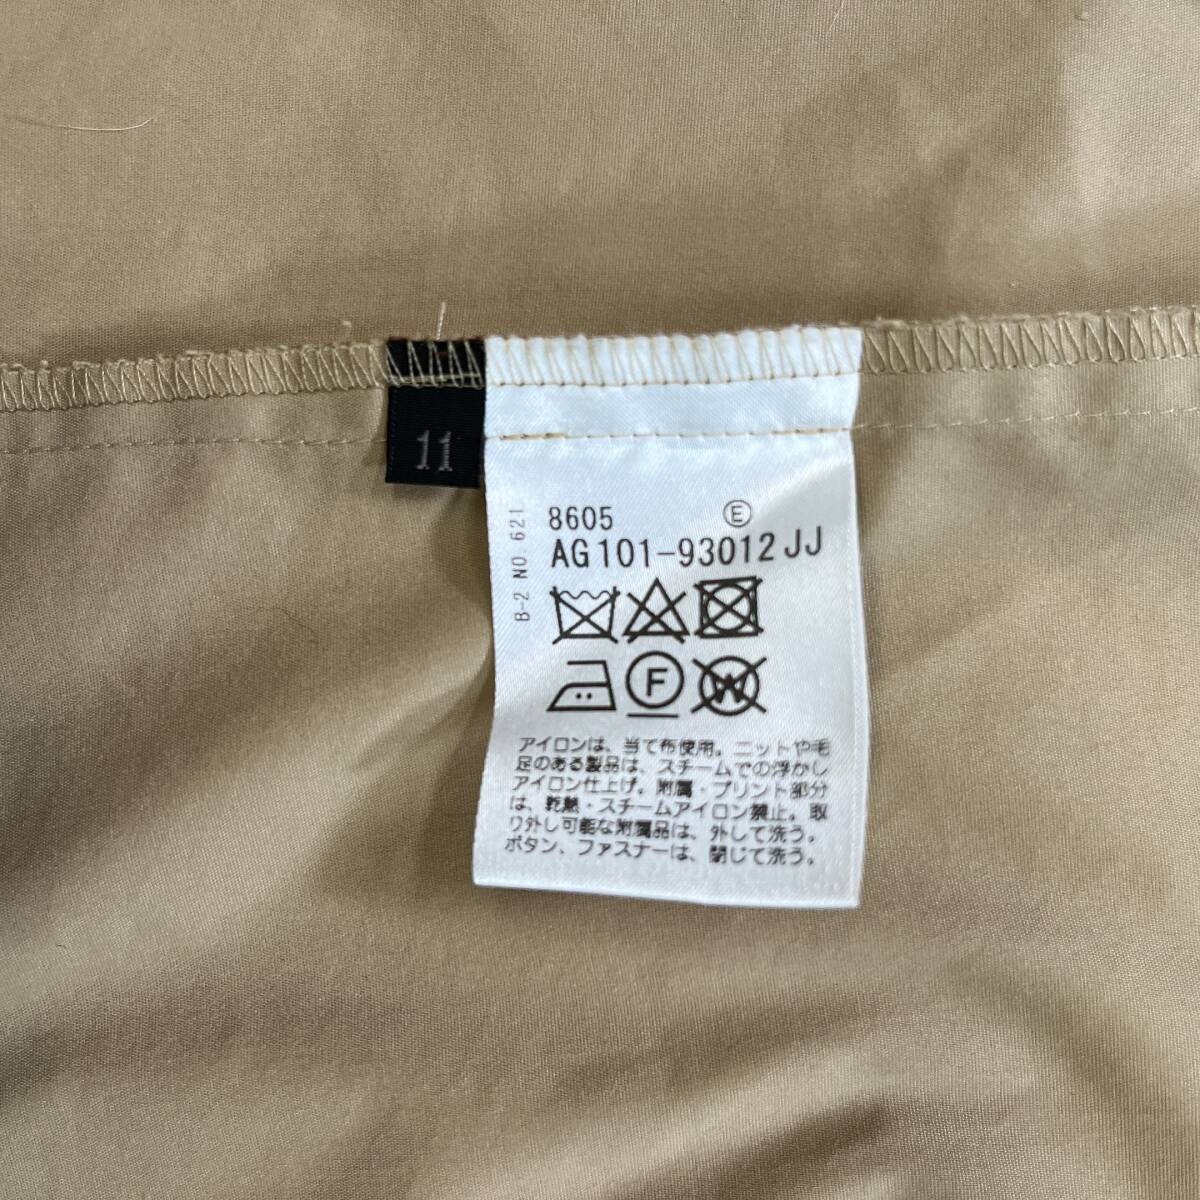 11
B-2 NO.621
8605 Ⓔ
AG101-93012JJ
F W
アイロンは、当て布使用。ニットや毛
足のある製品は、スチームでの浮かし
アイロン仕上げ。附属・プリント部分
は、乾熱・スチームアイロン禁止。取
り外し可能な附属品は、外して洗う。
ボタン、ファスナーは、閉じて洗う。